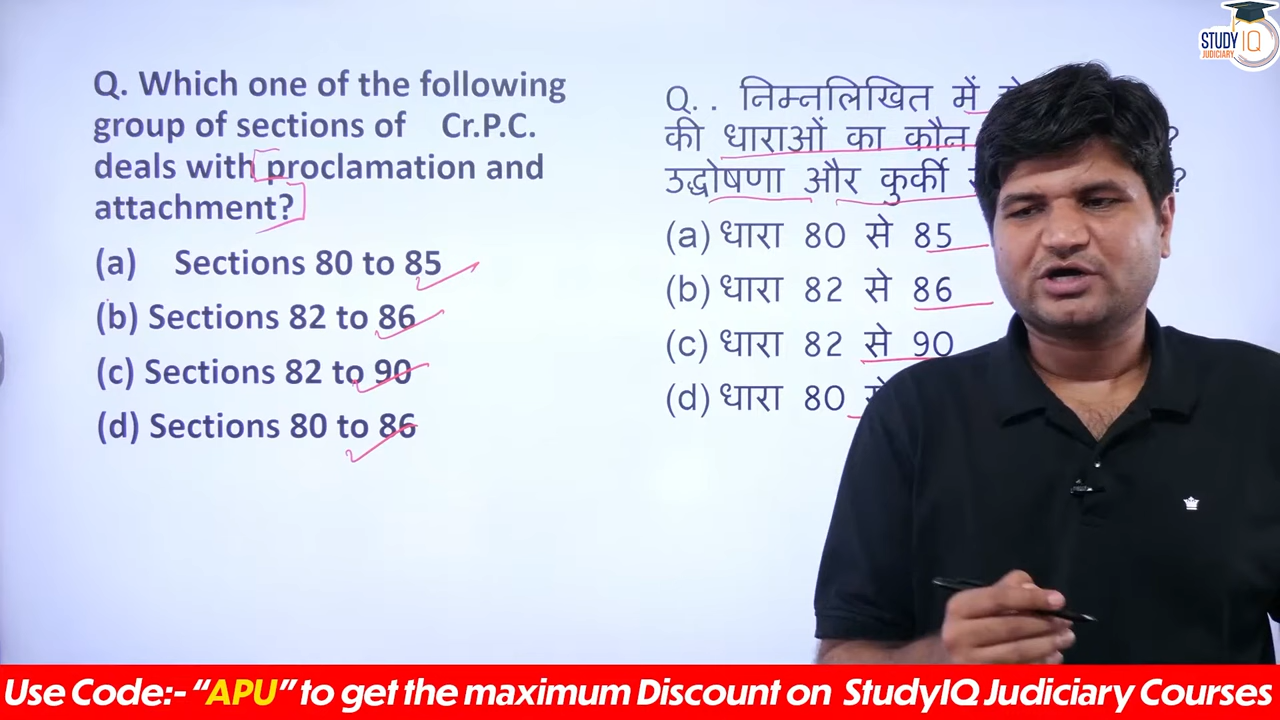 STUDY IQ
JUDICIARY
Q. Which one of the following
group of sections of Cr.P.C.
deals with proclamation and
attachment?
(a) Sections 80 to 85
(b) Sections 82 to 86
(c) Sections 82 to 90
(d) Sections 80 to 86
Q. . निम्नलिखित में
की धाराओं का कौन ?
उद्घोषणा और कुर्की ?
(a) धारा 80 से 85
(b) धारा 82 से 86
(c) धारा 82 से 90
(d) धारा 80
Use Code:- “APU” to get the maximum Discount on StudyIQ Judiciary Courses